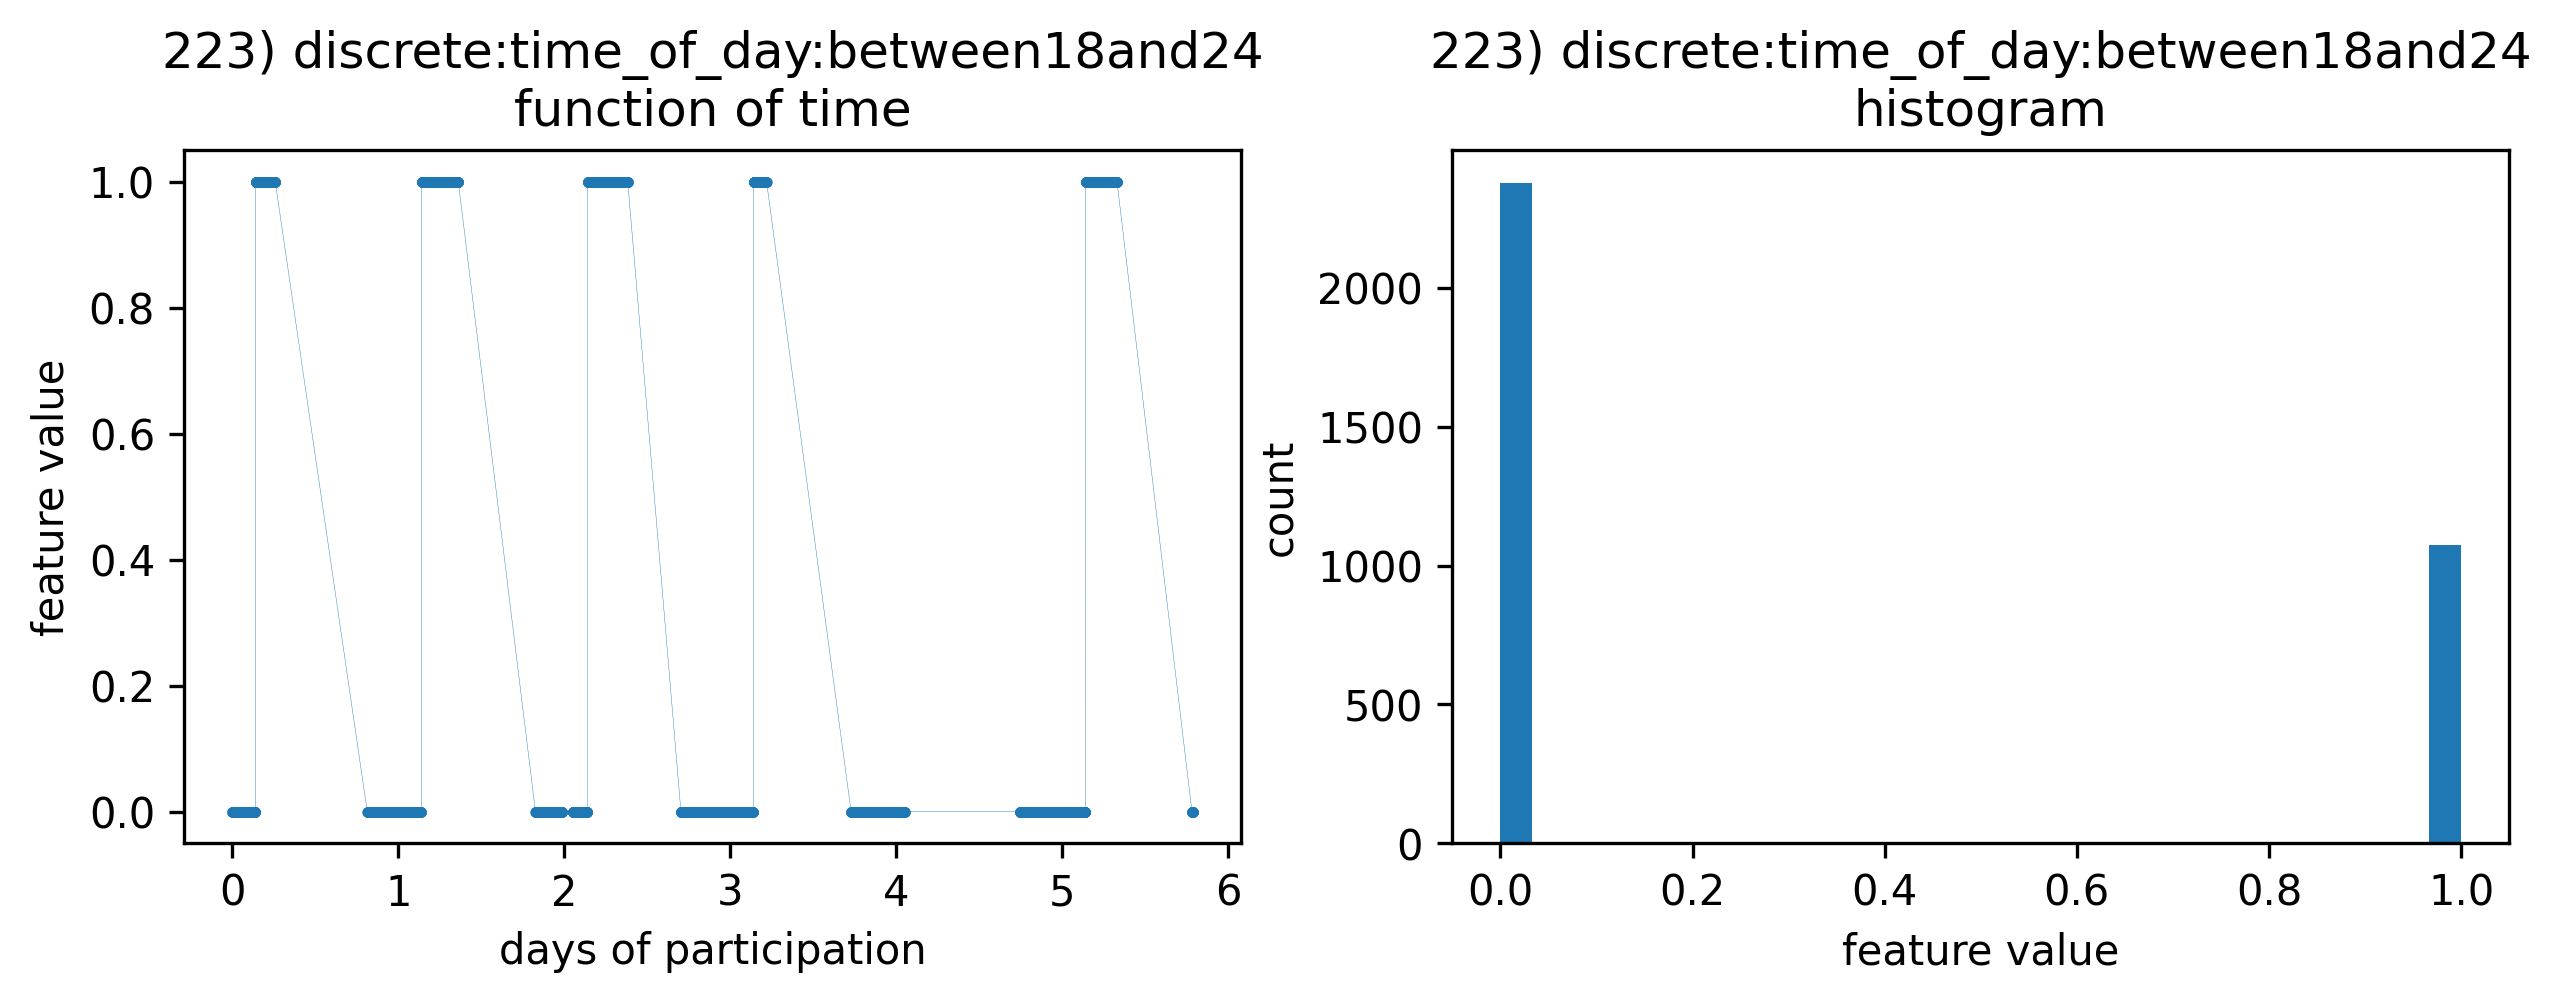 223) discrete:time_of_day:between18and24
function of time
1.0
0.8
0.6
0.4
0.2
0.0
feature value
0 1 2 3 4 5 6
days of participation
223) discrete:time_of_day:between18and24
histogram
2000
1500
1000
500
0
count
0.0 0.2 0.4 0.6 0.8 1.0
feature value